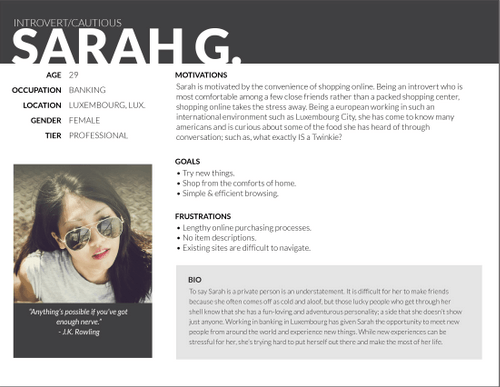 INTROVERT/CAUTIOUS
SARAH G.
AGE 29
OCCUPATION BANKING
LOCATION LUXEMBOURG, LUX.
GENDER FEMALE
TIER PROFESSIONAL
"Anything's possible if you've got
enough nerve."
- J.K. Rowling
MOTIVATIONS
Sarah is motivated by the convenience of shopping online. Being an introvert who is
most comfortable among a few close friends rather than a packed shopping center,
shopping online takes the stress away. Being a european working in such an
international environment such as Luxembourg City, she has come to know many
americans and is curious about some of the food she has heard of through
conversation; such as, what exactly IS a Twinkie?
GOALS
• Try new things.
• Shop from the comforts of home.
• Simple & efficient browsing.
FRUSTRATIONS
• Lengthy online purchasing processes.
• No item descriptions.
• Existing sites are difficult to navigate.
BIO
To say Sarah is a private person is an understatement. It is difficult for her to make friends
because she often comes off as cold and aloof, but those lucky people who get through her
shell know that she has a fun-loving and adventurous personality; a side that she doesn't show
just anyone. Working in banking in Luxembourg has given Sarah the opportunity to meet new
people from around the world and experience new things. While new experiences can be
stressful for her, she's trying hard to put herself out there and make the most of her life.